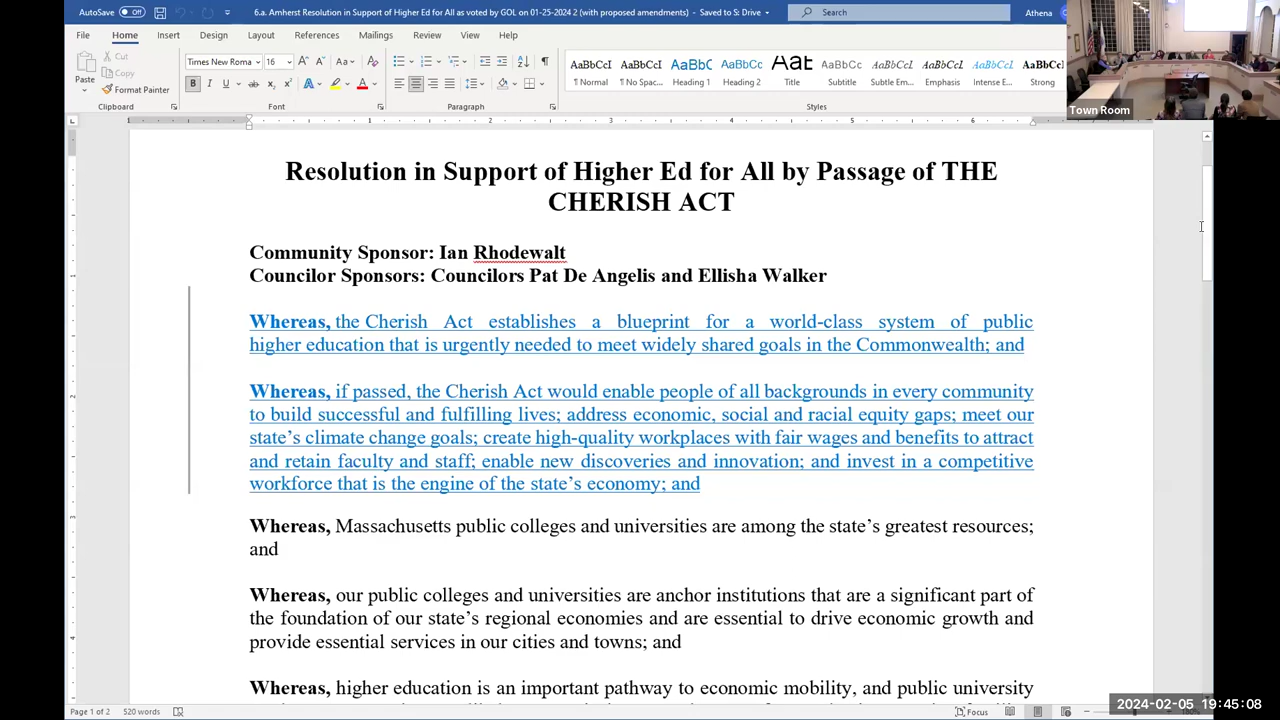 AutoSave Off 6.a. Amherst Resolution in Support of Higher Ed for All as voted by GOL on 01-25-2024 2 (with proposed amendments) - Saved to S: Drive Search Athena
File Home Insert Design Layout References Mailings Review View Help
Paste Cut Copy Format Painter
Times New Roma 16
AaBbCcI AaBbCcI AaBbC AaBbCc AaBt AaBbCcI AaBbCcI AaBbCcI AaBbCcI AaBbCcI
¶ Normal ¶ No Spac... Heading 1 Heading 2 Title Subtitle Subtle Em... Emphasis Intense E... Strong
Clipboard Font Paragraph Styles
Town Room
Resolution in Support of Higher Ed for All by Passage of THE
CHERISH ACT
Community Sponsor: Ian Rhodewalt
Councilor Sponsors: Councilors Pat De Angelis and Ellisha Walker
Whereas, the Cherish Act establishes a blueprint for a world-class system of public
higher education that is urgently needed to meet widely shared goals in the Commonwealth; and
Whereas, if passed, the Cherish Act would enable people of all backgrounds in every community
to build successful and fulfilling lives; address economic, social and racial equity gaps; meet our
state's climate change goals; create high-quality workplaces with fair wages and benefits to attract
and retain faculty and staff; enable new discoveries and innovation; and invest in a competitive
workforce that is the engine of the state's economy; and
Whereas, Massachusetts public colleges and universities are among the state's greatest resources;
and
Whereas, our public colleges and universities are anchor institutions that are a significant part of
the foundation of our state's regional economies and are essential to drive economic growth and
provide essential services in our cities and towns; and
Whereas, higher education is an important pathway to economic mobility, and public university
Page 1 of 2 520 words Focus
2024-02-05 19:45:08